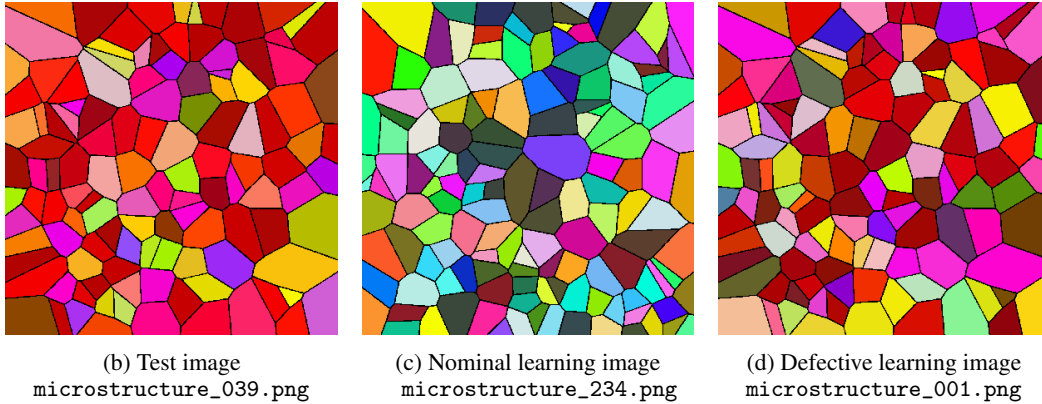 (b) Test image
microstructure_039.png
(c) Nominal learning image
microstructure_234.png
(d) Defective learning image
microstructure_001.png